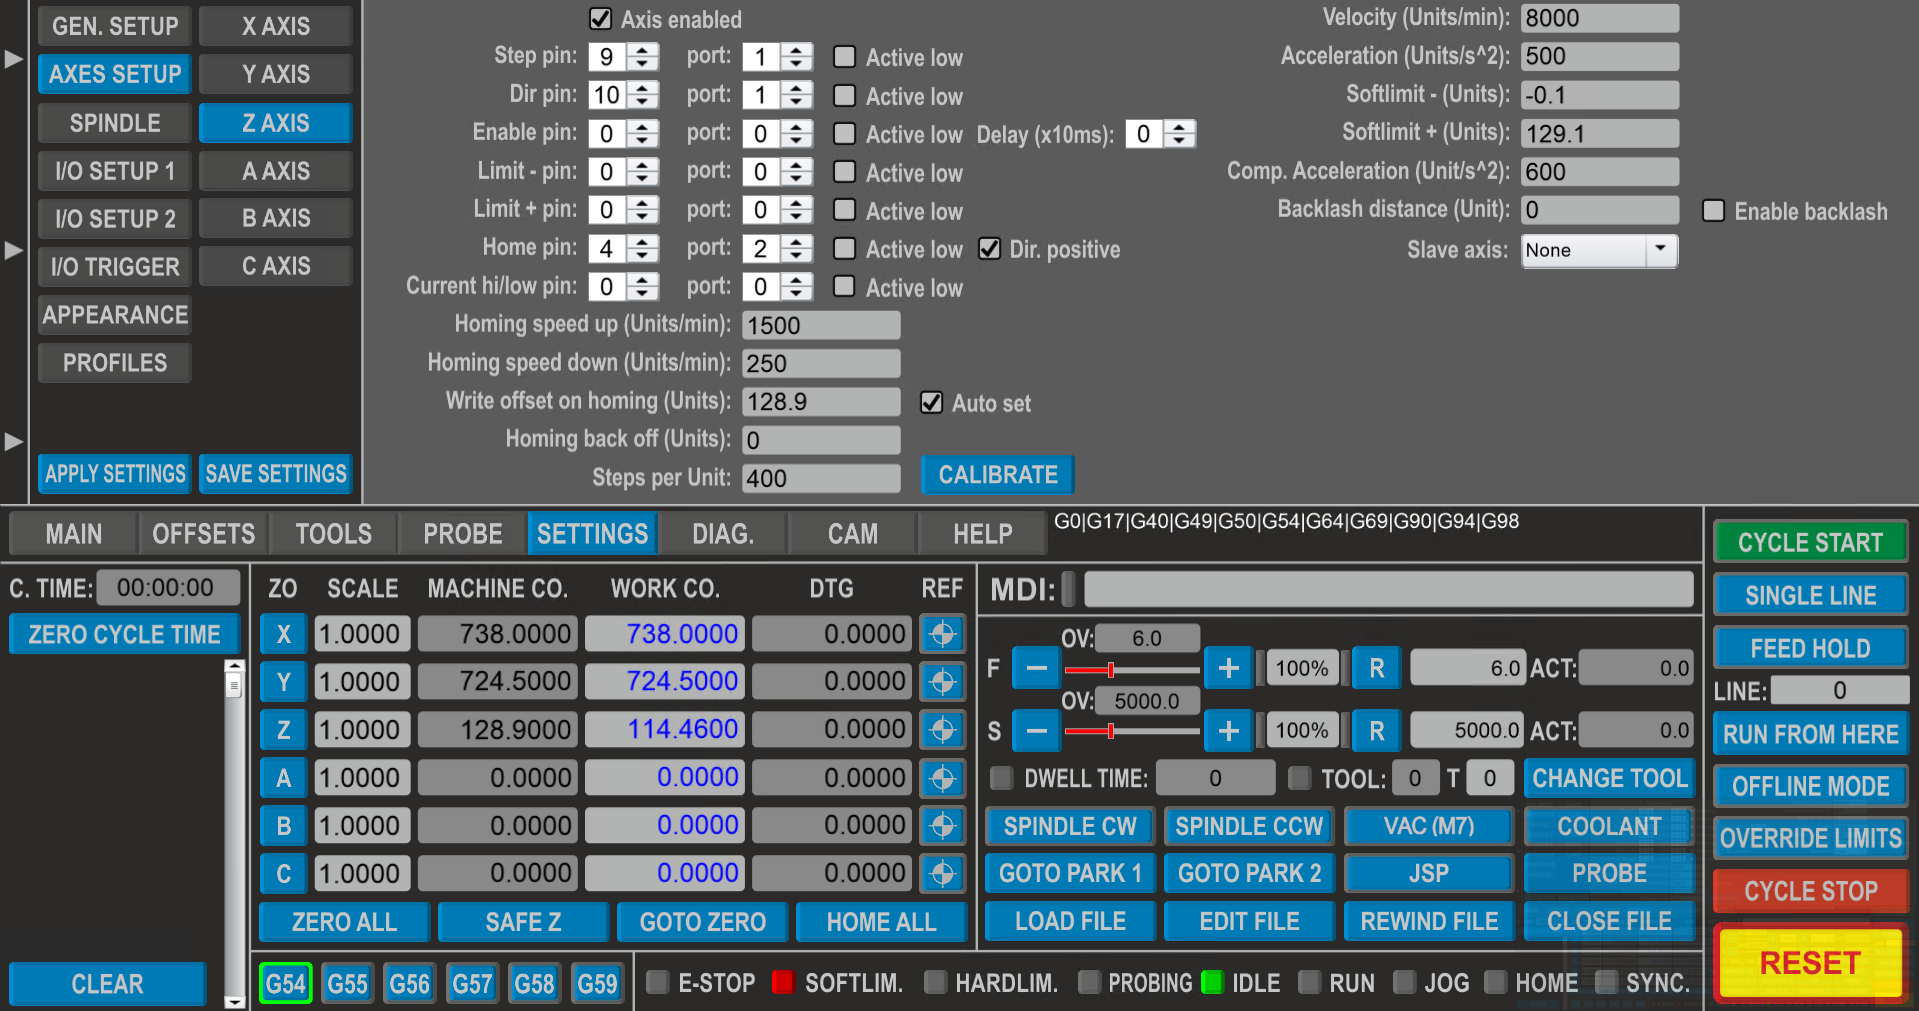 GEN. SETUP
X AXIS
AXES SETUP
Y AXIS
SPINDLE
Z AXIS
I/O SETUP 1
A AXIS
I/O SETUP 2
B AXIS
I/O TRIGGER
C AXIS
APPEARANCE
PROFILES
APPLY SETTINGS
SAVE SETTINGS
Axis enabled
Step pin: 9 port: 1 Active low
Dir pin: 10 port: 1 Active low
Enable pin: 0 port: 0 Active low Delay (x10ms): 0
Limit - pin: 0 port: 0 Active low
Limit + pin: 0 port: 0 Active low
Home pin: 4 port: 2 Active low Dir. positive
Current hi/low pin: 0 port: 0 Active low
Homing speed up (Units/min): 1500
Homing speed down (Units/min): 250
Write offset on homing (Units): 128.9 Auto set
Homing back off (Units): 0
Steps per Unit: 400 CALIBRATE
Velocity (Units/min): 8000
Acceleration (Units/s^2): 500
Softlimit - (Units): -0.1
Softlimit + (Units): 129.1
Comp. Acceleration (Unit/s^2): 600
Backlash distance (Unit): 0 Enable backlash
Slave axis: None
MAIN OFFSETS TOOLS PROBE SETTINGS DIAG. CAM HELP
G0|G17|G40|G49|G50|G54|G64|G69|G90|G94|G98
C. TIME: 00:00:00
ZERO CYCLE TIME
CLEAR
ZO SCALE MACHINE CO. WORK CO. DTG REF
X 1.0000 738.0000 738.0000 0.0000
Y 1.0000 724.5000 724.5000 0.0000
Z 1.0000 128.9000 114.4600 0.0000
A 1.0000 0.0000 0.0000 0.0000
B 1.0000 0.0000 0.0000 0.0000
C 1.0000 0.0000 0.0000 0.0000
ZERO ALL SAFE Z GOTO ZERO HOME ALL
G54 G55 G56 G57 G58 G59
MDI:
OV: 6.0
F − + 100% R 6.0 ACT: 0.0
OV: 5000.0
S − + 100% R 5000.0 ACT: 0.0
DWELL TIME: 0 TOOL: 0 T 0 CHANGE TOOL
SPINDLE CW SPINDLE CCW VAC (M7) COOLANT
GOTO PARK 1 GOTO PARK 2 JSP PROBE
LOAD FILE EDIT FILE REWIND FILE CLOSE FILE
E-STOP SOFTLIM. HARDLIM. PROBING IDLE RUN JOG HOME SYNC.
CYCLE START
SINGLE LINE
FEED HOLD
LINE: 0
RUN FROM HERE
OFFLINE MODE
OVERRIDE LIMITS
CYCLE STOP
RESET